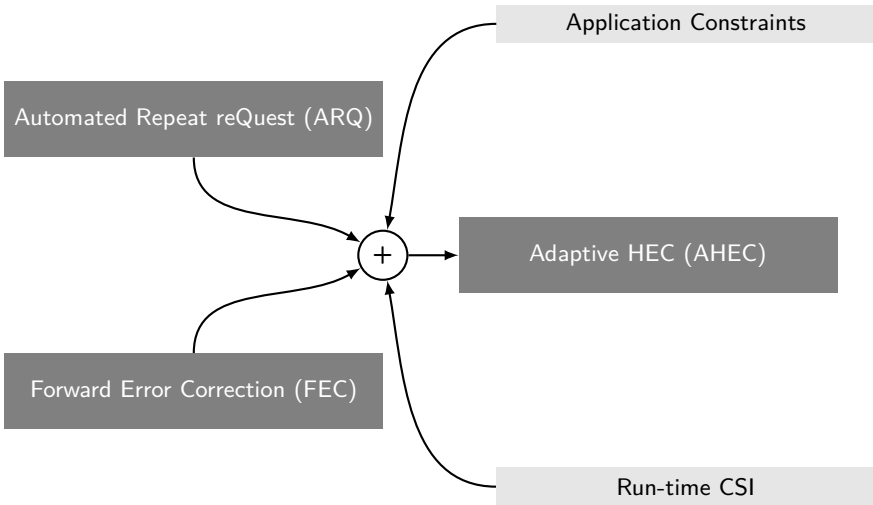 Application Constraints
Automated Repeat reQuest (ARQ)
+
Adaptive HEC (AHEC)
Forward Error Correction (FEC)
Run-time CSI